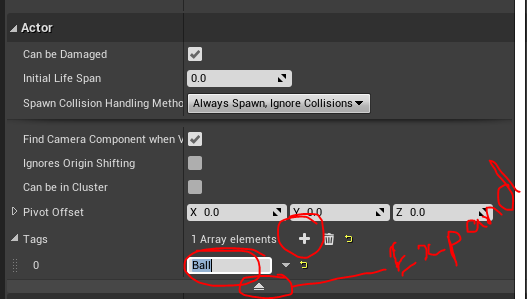 Actor
Can be Damaged
Initial Life Span 0.0
Spawn Collision Handling Metho Always Spawn, Ignore Collisions
Find Camera Component when V
Ignores Origin Shifting
Can be in Cluster
Pivot Offset X 0.0 Y 0.0 Z 0.0
Tags 1 Array elements
0 Ball
Expand